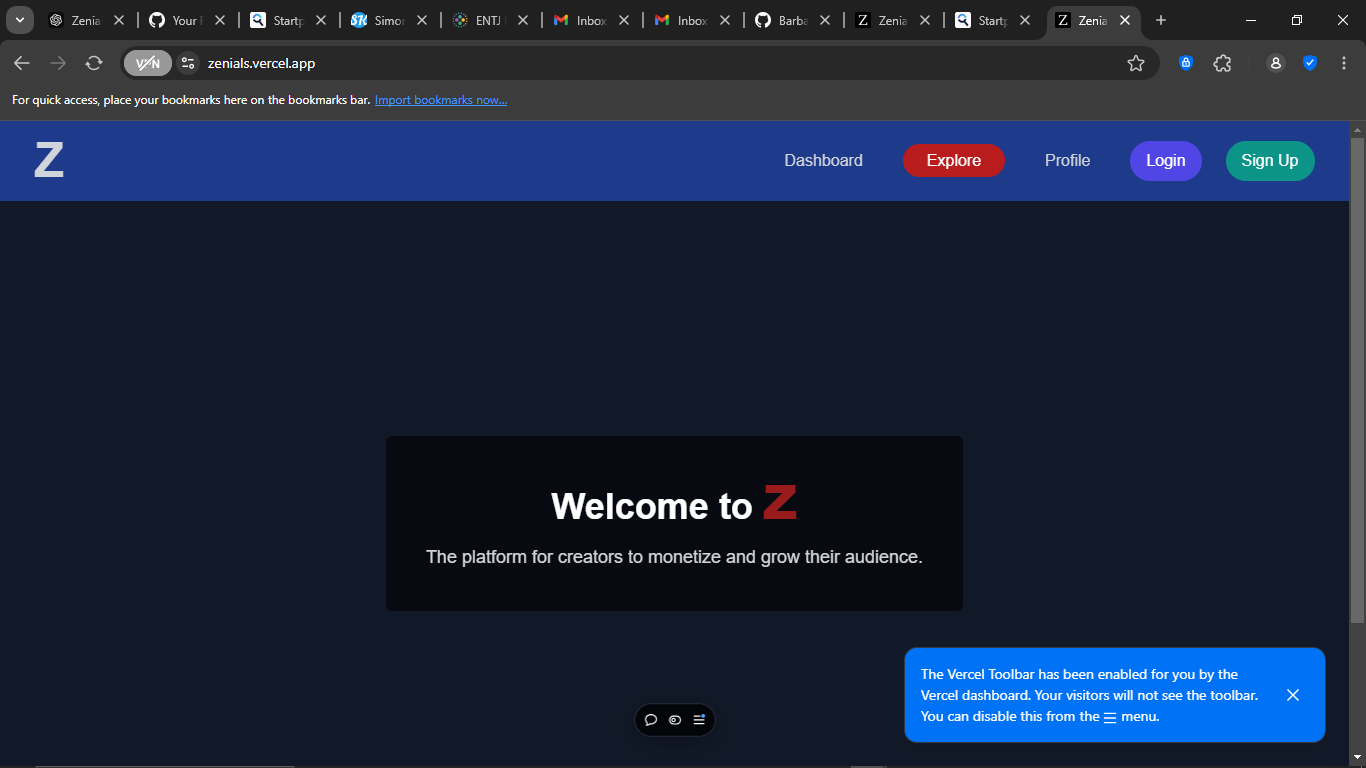 Zenia
Your F
Startp
Simor
ENTJ
Inbox
Inbox
Barba
Zenia
Startp
Zenia
VPN
zenials.vercel.app
For quick access, place your bookmarks here on the bookmarks bar. Import bookmarks now...
Z
Dashboard
Explore
Profile
Login
Sign Up
Welcome to Z
The platform for creators to monetize and grow their audience.
The Vercel Toolbar has been enabled for you by the
Vercel dashboard. Your visitors will not see the toolbar.
You can disable this from the ☰ menu.